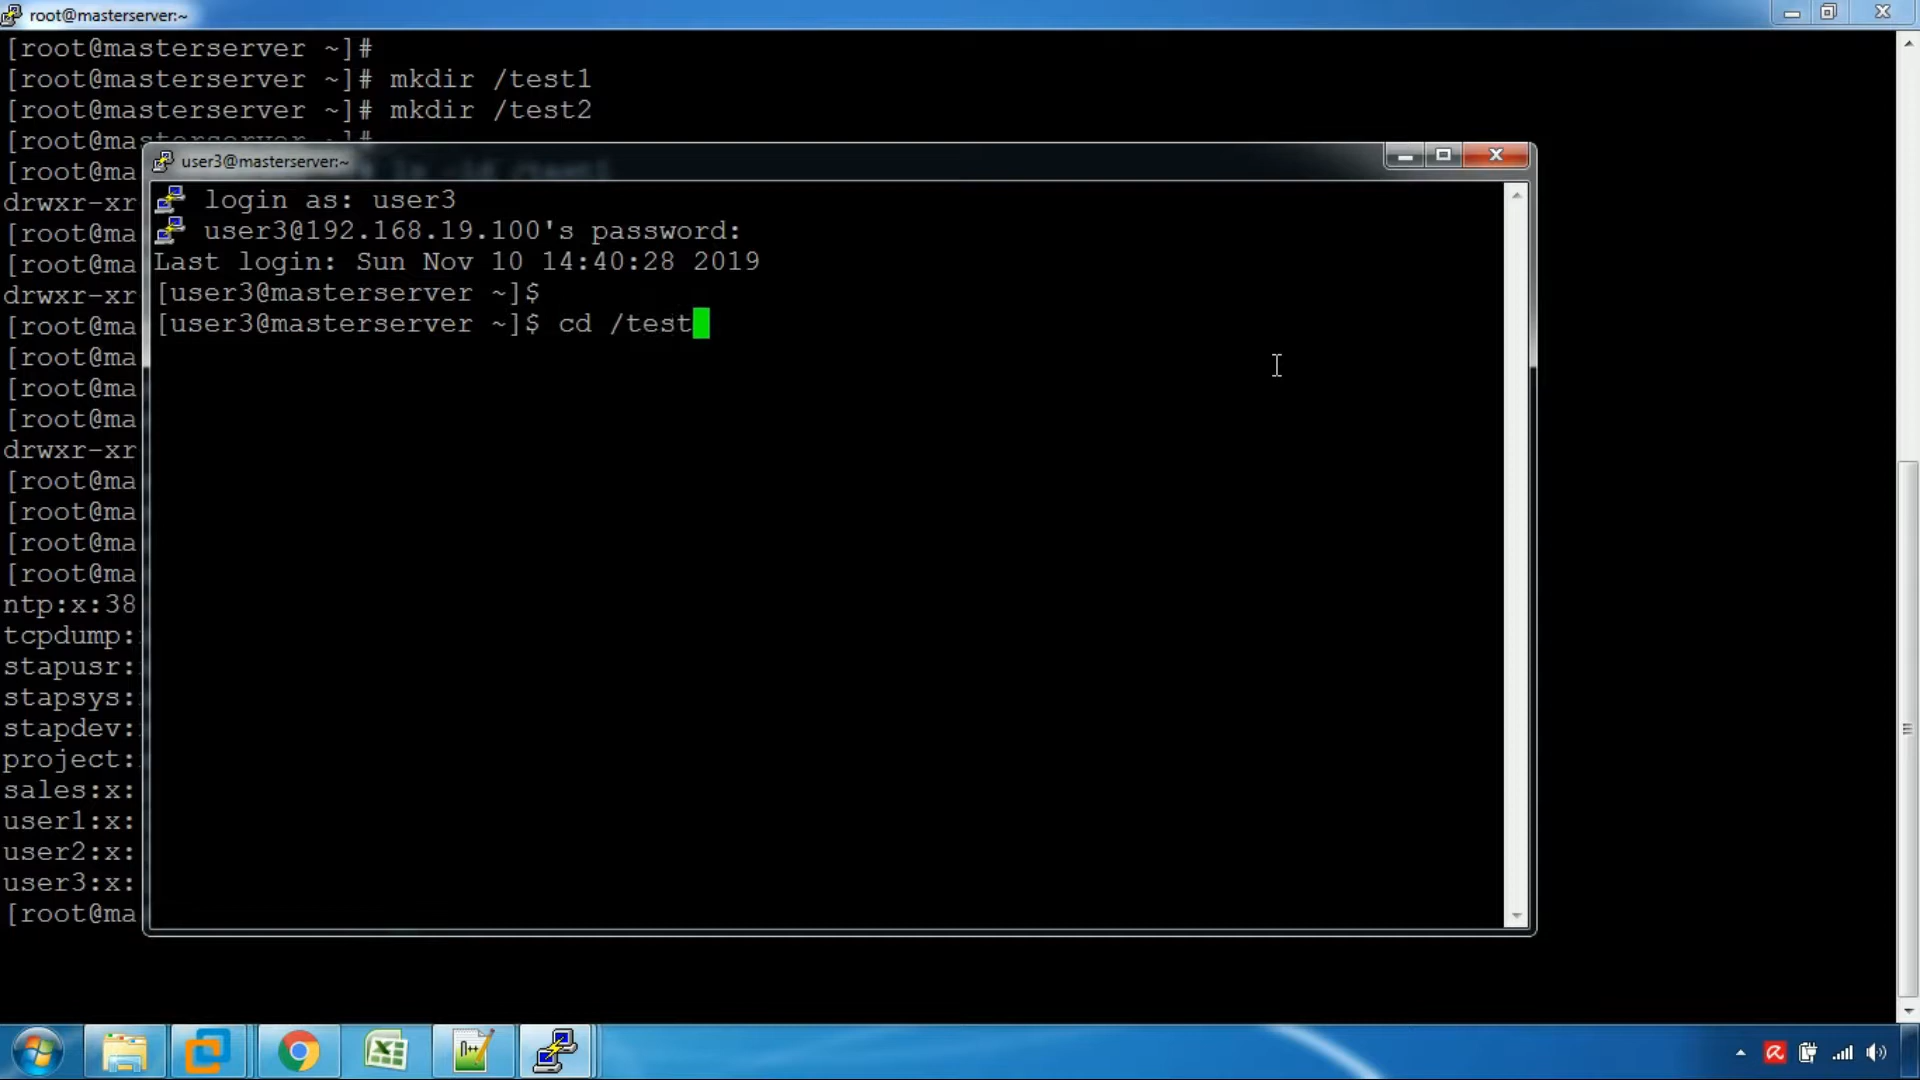 root@masterserver:~
[root@masterserver ~]#
[root@masterserver ~]# mkdir /test1
[root@masterserver ~]# mkdir /test2
[root@masterserver ~]#
[root@ma
drwxr-xr
[root@ma
[root@ma
drwxr-xr
[root@ma
[root@ma
[root@ma
[root@ma
drwxr-xr
[root@ma
[root@ma
[root@ma
[root@ma
ntp:x:38
tcpdump:
stapusr:
stapsys:
stapdev:
project:
sales:x:
user1:x:
user2:x:
user3:x:
[root@ma
user3@masterserver:~
login as: user3
user3@192.168.19.100's password:
Last login: Sun Nov 10 14:40:28 2019
[user3@masterserver ~]$
[user3@masterserver ~]$ cd /test